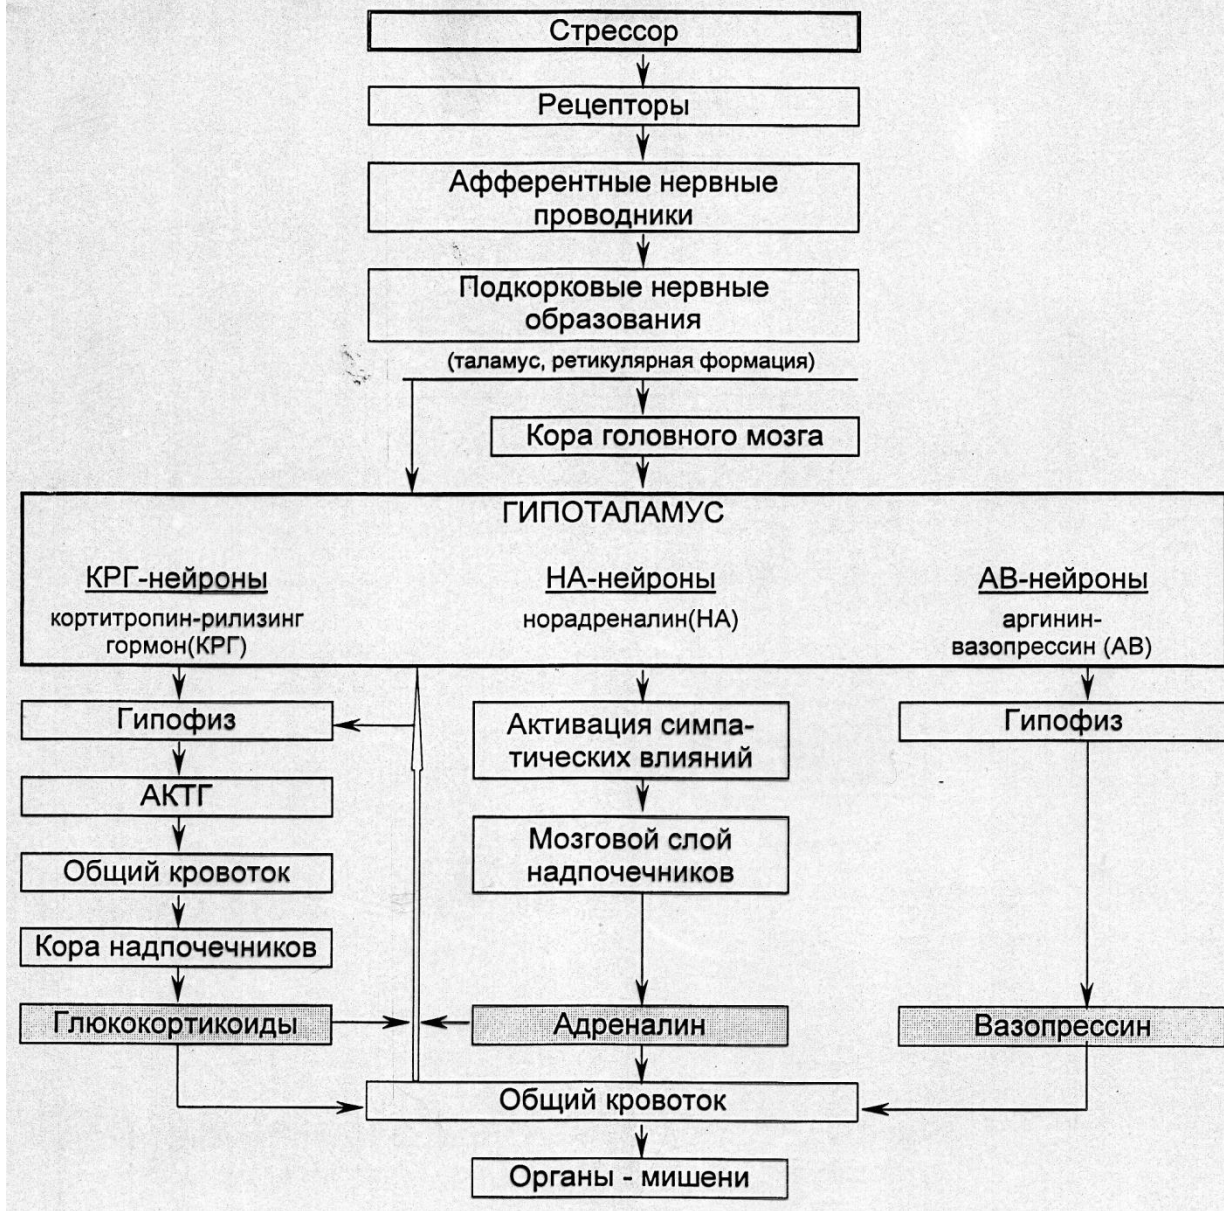 Стрессор
Рецепторы
Афферентные нервные
проводники
Подкорковые нервные
образования
(таламус, ретикулярная формация)
Кора головного мозга
ГИПОТАЛАМУС
КРГ-нейроны
кортитропин-рилизинг
гормон(КРГ)
НА-нейроны
норадреналин(НА)
АВ-нейроны
аргинин-
вазопрессин (АВ)
Гипофиз
АКТГ
Общий кровоток
Кора надпочечников
Глюкокортикоиды
Активация симпа-
тических влияний
Мозговой слой
надпочечников
Адреналин
Гипофиз
Вазопрессин
Общий кровоток
Органы - мишени